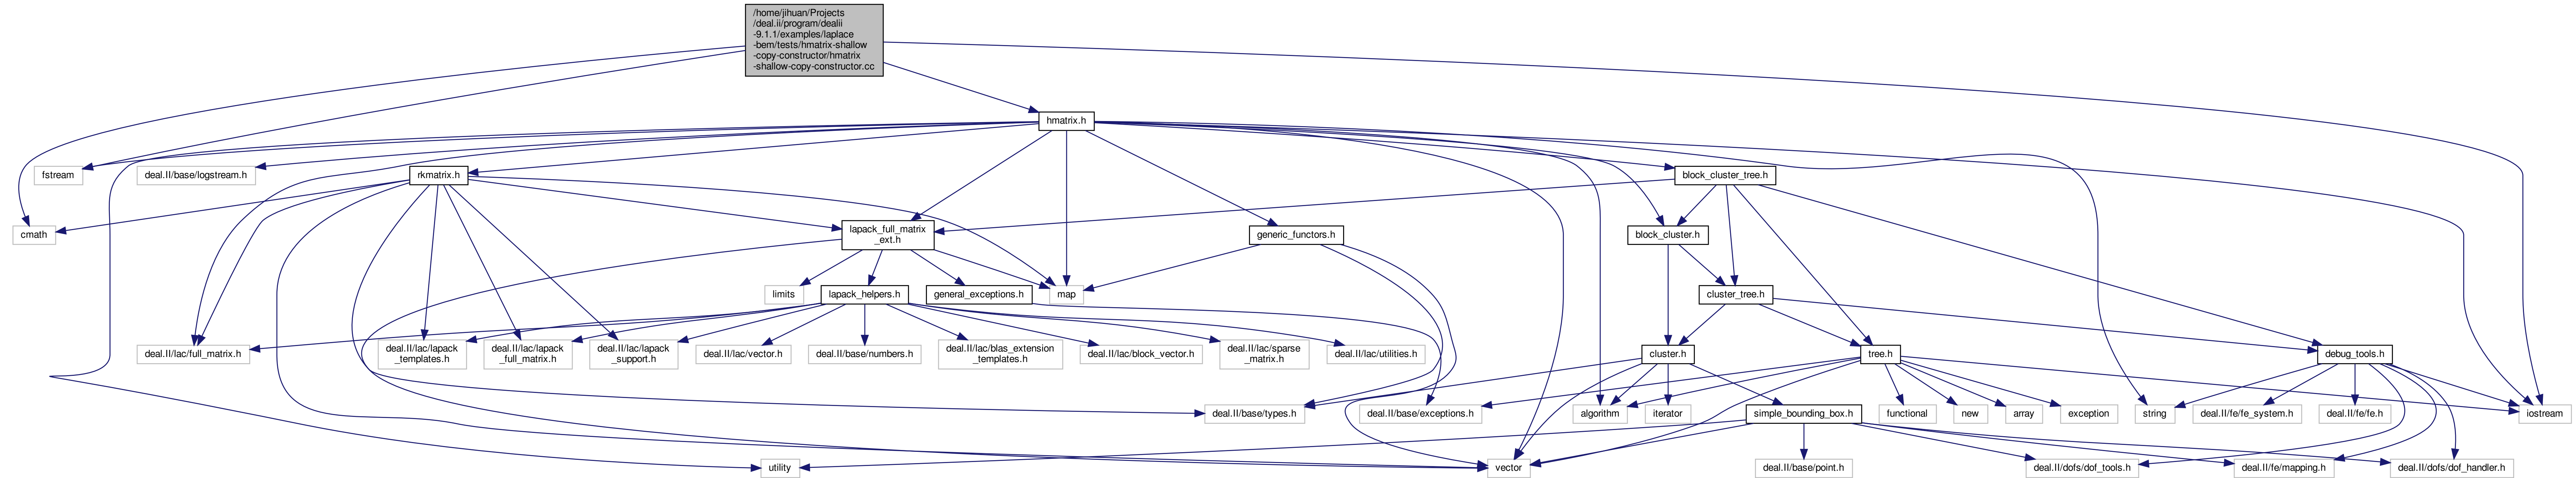 /home/jihuan/Projects
/deal.ii/program/dealii
-9.1.1/examples/laplace
-bem/tests/hmatrix-shallow
-copy-constructor/hmatrix
-shallow-copy-constructor.cc
hmatrix.h
fstream
deal.II/base/logstream.h
rkmatrix.h
block_cluster_tree.h
cmath
lapack_full_matrix
_ext.h
generic_functors.h
block_cluster.h
limits
lapack_helpers.h
general_exceptions.h
map
cluster_tree.h
deal.II/lac/full_matrix.h
deal.II/lac/lapack
_templates.h
deal.II/lac/lapack
_full_matrix.h
deal.II/lac/lapack
_support.h
deal.II/lac/vector.h
deal.II/base/numbers.h
deal.II/lac/blas_extension
_templates.h
deal.II/lac/block_vector.h
deal.II/lac/sparse
_matrix.h
deal.II/lac/utilities.h
cluster.h
tree.h
debug_tools.h
deal.II/base/types.h
deal.II/base/exceptions.h
algorithm
iterator
simple_bounding_box.h
functional
new
array
exception
string
deal.II/fe/fe_system.h
deal.II/fe/fe.h
iostream
utility
vector
deal.II/base/point.h
deal.II/dofs/dof_tools.h
deal.II/fe/mapping.h
deal.II/dofs/dof_handler.h